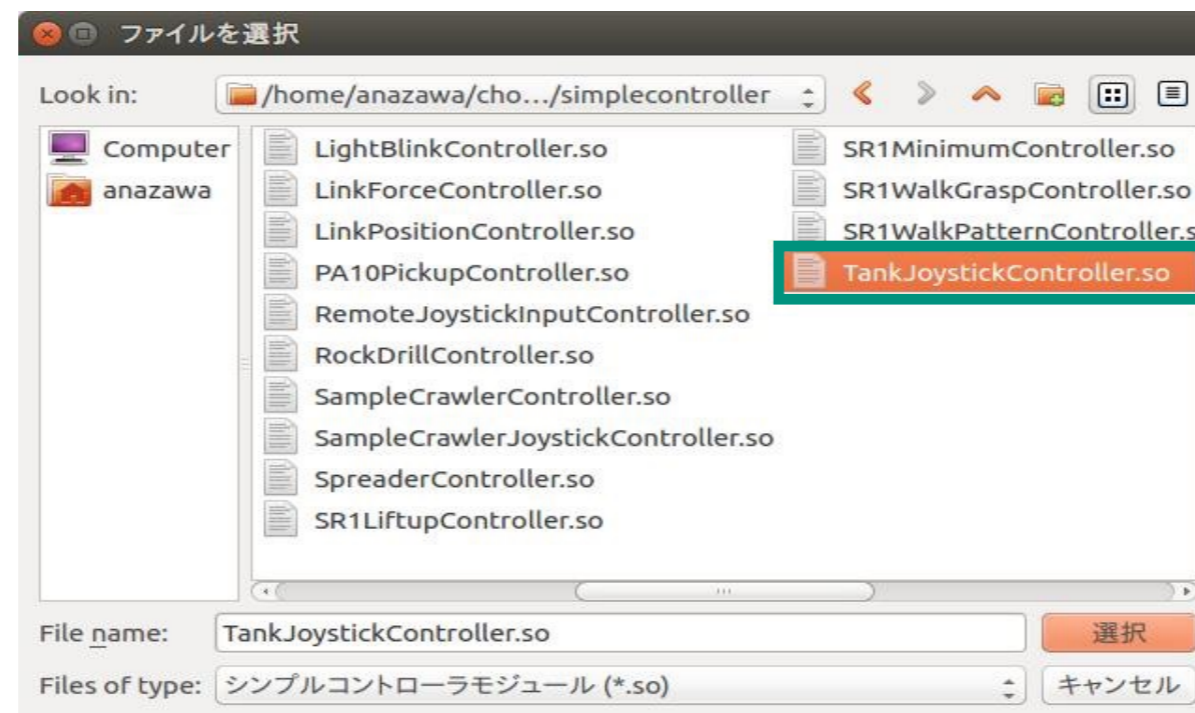 ファイルを選択
Look in:
/home/anazawa/cho.../simplecontroller
Computer
anazawa
LightBlinkController.so
LinkForceController.so
LinkPositionController.so
PA10PickupController.so
RemoteJoystickInputController.so
RockDrillController.so
SampleCrawlerController.so
SampleCrawlerJoystickController.so
SpreaderController.so
SR1LiftupController.so
SR1MinimumController.so
SR1WalkGraspController.so
SR1WalkPatternController.s
TankJoystickController.so
File name:
TankJoystickController.so
選択
Files of type:
シンプルコントローラモジュール (*.so)
キャンセル